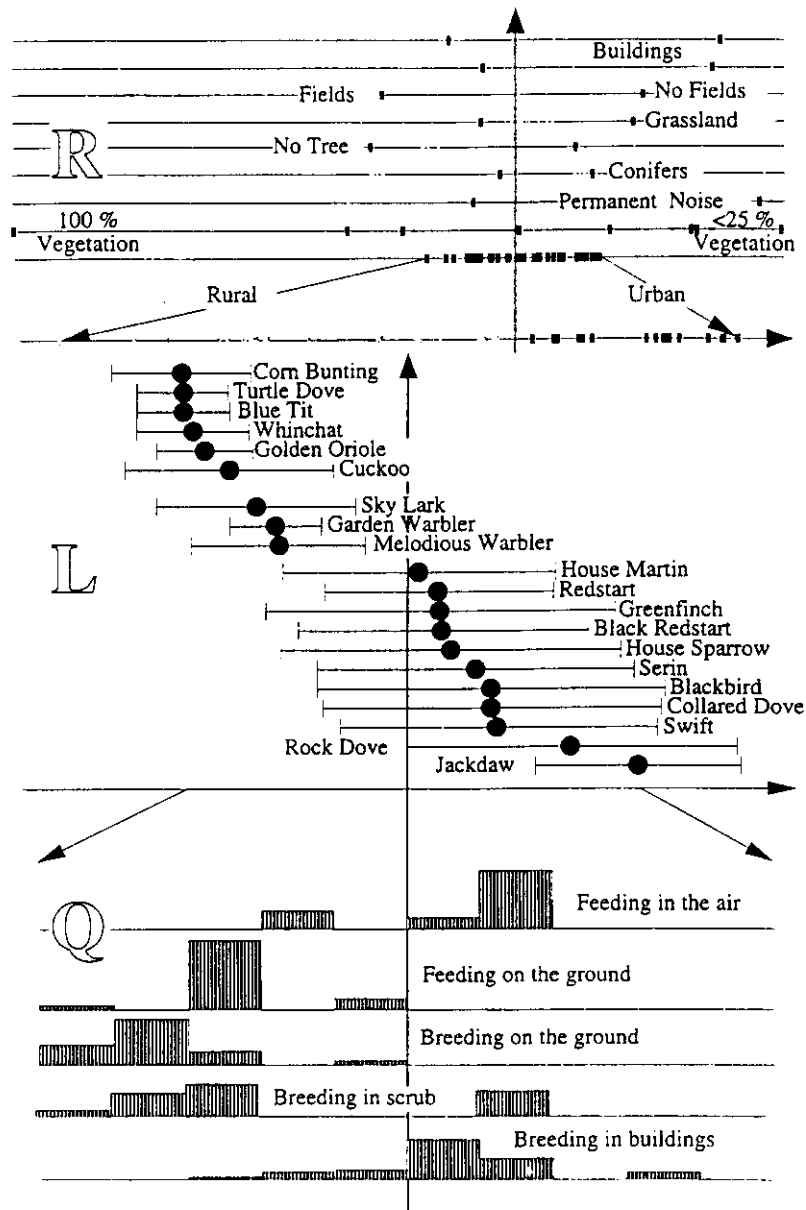 Buildings
Fields
No Fields
Grassland
R
No Tree
Conifers
Permanent Noise
100 %
<25 %
Vegetation
Vegetation
Rural
Urban
Corn Bunting
Turtle Dove
Blue Tit
Whinchat
Golden Oriole
Cuckoo
Sky Lark
Garden Warbler
Melodious Warbler
L
House Martin
Redstart
Greenfinch
Black Redstart
House Sparrow
Serin
Blackbird
Collared Dove
Swift
Rock Dove
Jackdaw
Feeding in the air
Q
Feeding on the ground
Breeding on the ground
Breeding in scrub
Breeding in buildings